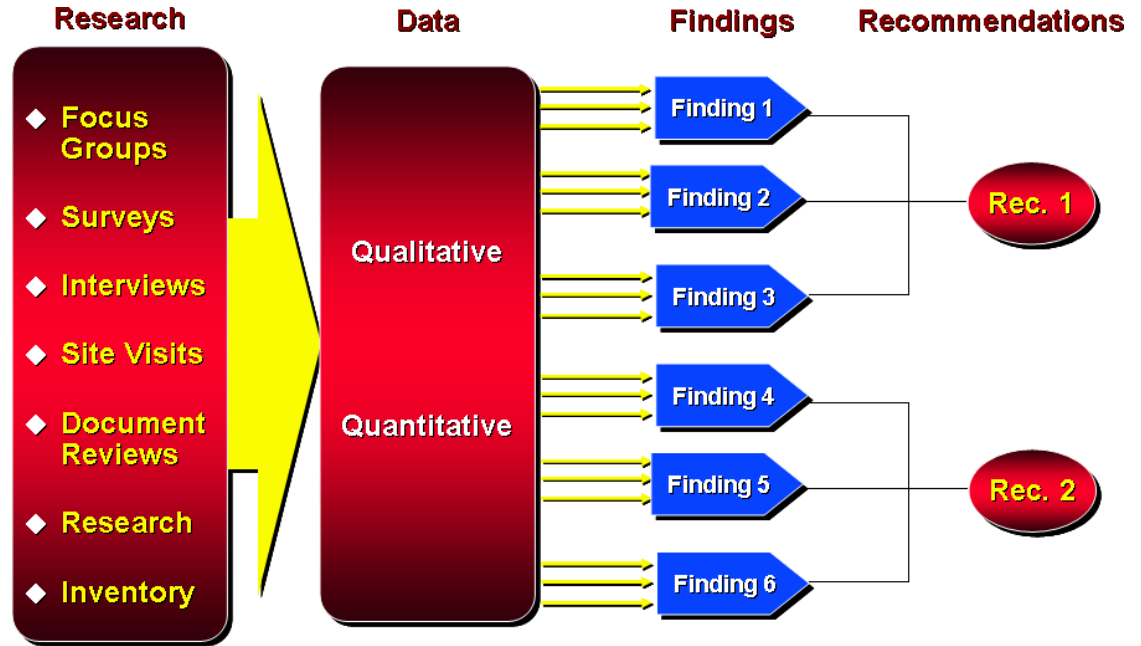 Research
Data
Findings
Recommendations
Focus
Groups
Surveys
Interviews
Site Visits
Document
Reviews
Research
Inventory
Qualitative
Quantitative
Finding 1
Finding 2
Finding 3
Finding 4
Finding 5
Finding 6
Rec. 1
Rec. 2